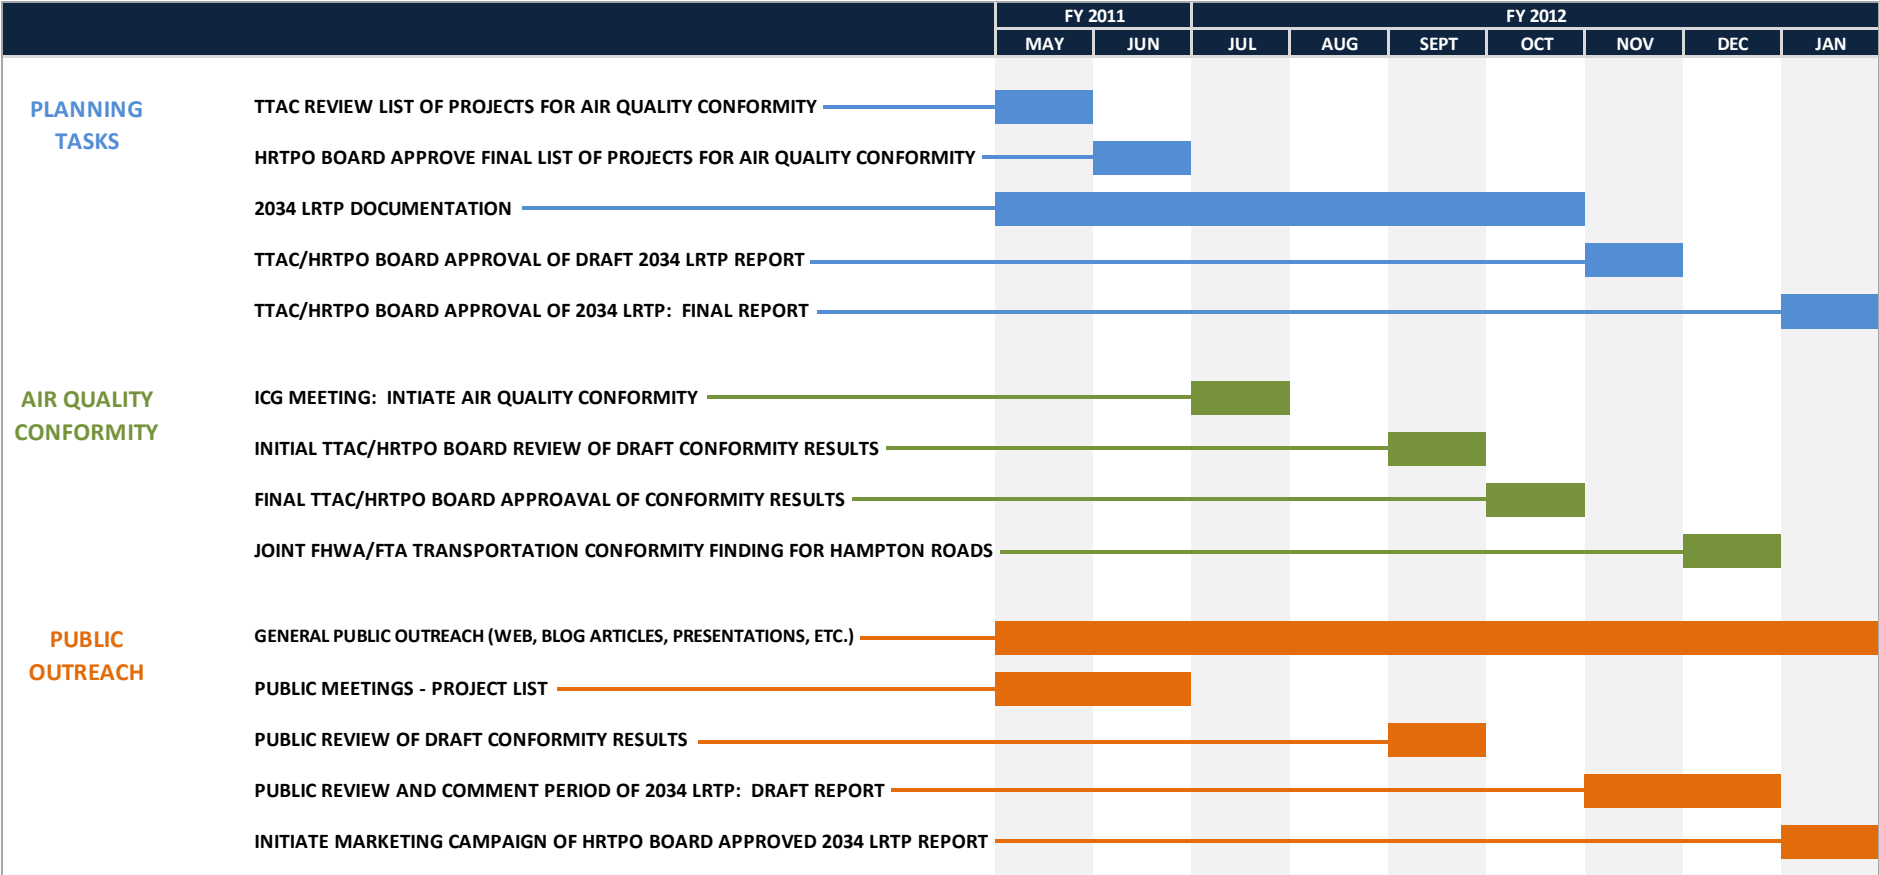 FY 2011 FY 2012
MAY JUN JUL AUG SEPT OCT NOV DEC JAN
PLANNING
TASKS
TTAC REVIEW LIST OF PROJECTS FOR AIR QUALITY CONFORMITY
HRTPO BOARD APPROVE FINAL LIST OF PROJECTS FOR AIR QUALITY CONFORMITY
2034 LRTP DOCUMENTATION
TTAC/HRTPO BOARD APPROVAL OF DRAFT 2034 LRTP REPORT
TTAC/HRTPO BOARD APPROVAL OF 2034 LRTP: FINAL REPORT
AIR QUALITY
CONFORMITY
ICG MEETING: INTIATE AIR QUALITY CONFORMITY
INITIAL TTAC/HRTPO BOARD REVIEW OF DRAFT CONFORMITY RESULTS
FINAL TTAC/HRTPO BOARD APPROAVAL OF CONFORMITY RESULTS
JOINT FHWA/FTA TRANSPORTATION CONFORMITY FINDING FOR HAMPTON ROADS
PUBLIC
OUTREACH
GENERAL PUBLIC OUTREACH (WEB, BLOG ARTICLES, PRESENTATIONS, ETC.)
PUBLIC MEETINGS - PROJECT LIST
PUBLIC REVIEW OF DRAFT CONFORMITY RESULTS
PUBLIC REVIEW AND COMMENT PERIOD OF 2034 LRTP: DRAFT REPORT
INITIATE MARKETING CAMPAIGN OF HRTPO BOARD APPROVED 2034 LRTP REPORT